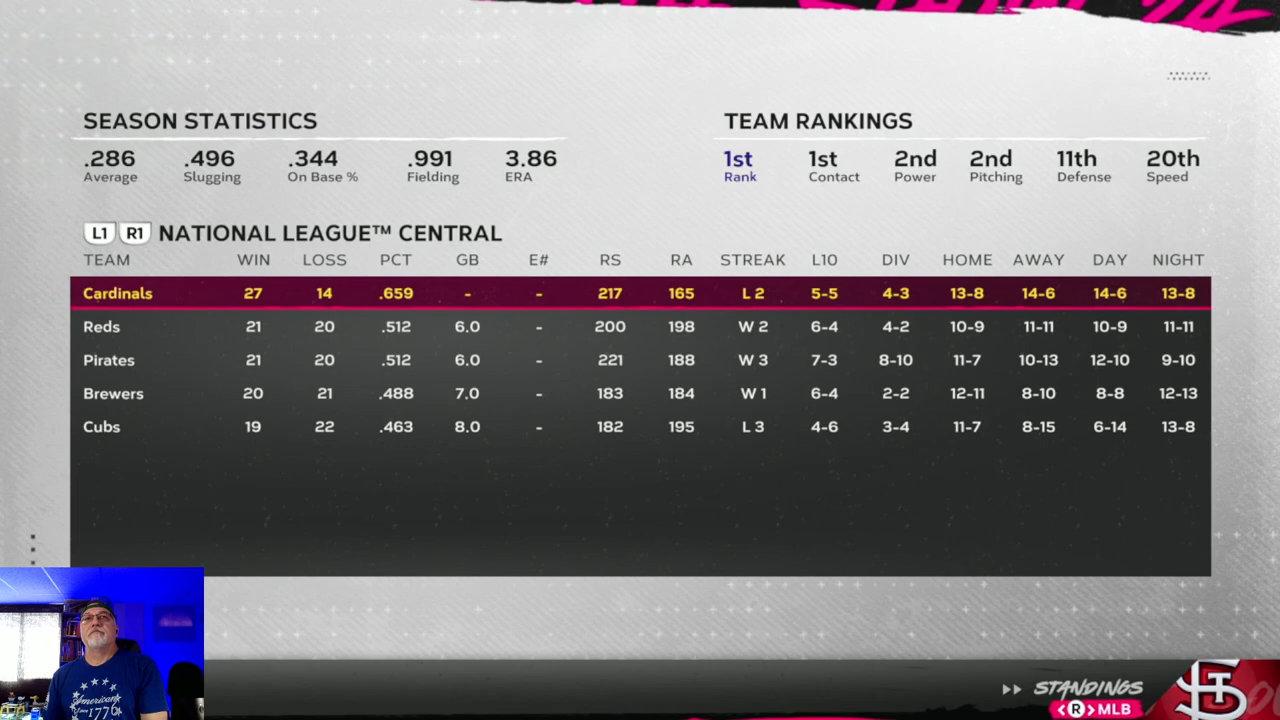 SEASON STATISTICS
.286 .496 .344 .991 3.86
Average Slugging On Base % Fielding ERA
TEAM RANKINGS
1st 1st 2nd 2nd 11th 20th
Rank Contact Power Pitching Defense Speed
L1 R1 NATIONAL LEAGUE™ CENTRAL
TEAM WIN LOSS PCT GB E# RS RA STREAK L10 DIV HOME AWAY DAY NIGHT
Cardinals 27 14 .659 - - 217 165 L 2 5-5 4-3 13-8 14-6 14-6 13-8
Reds 21 20 .512 6.0 - 200 198 W 2 6-4 4-2 10-9 11-11 10-9 11-11
Pirates 21 20 .512 6.0 - 221 188 W 3 7-3 8-10 11-7 10-13 12-10 9-10
Brewers 20 21 .488 7.0 - 183 184 W 1 6-4 2-2 12-11 8-10 8-8 12-13
Cubs 19 22 .463 8.0 - 182 195 L 3 4-6 3-4 11-7 8-15 6-14 13-8
American
Since 1776
STANDINGS
R MLB
STL